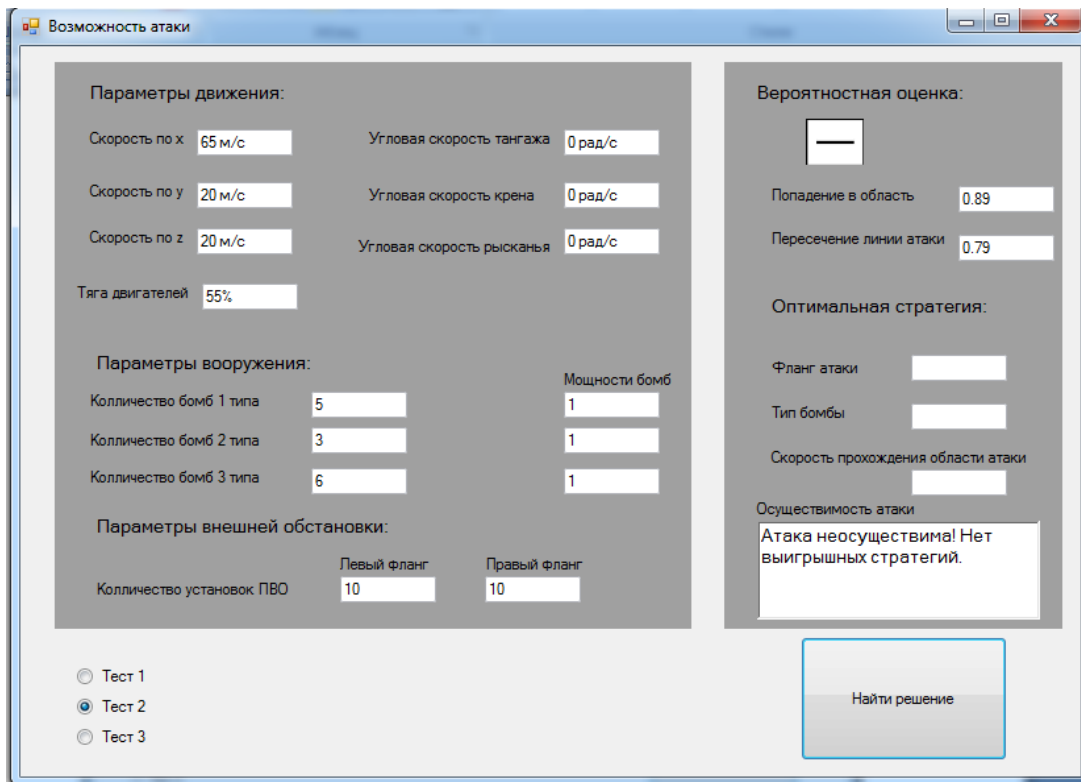 Возможность атаки
Параметры движения:
Скорость по x 65 м/с Угловая скорость тангажа 0 рад/с
Скорость по y 20 м/с Угловая скорость крена 0 рад/с
Скорость по z 20 м/с Угловая скорость рысканья 0 рад/с
Тяга двигателей 55%
Параметры вооружения:
Мощности бомб
Колличество бомб 1 типа 5 1
Колличество бомб 2 типа 3 1
Колличество бомб 3 типа 6 1
Параметры внешней обстановки:
Левый фланг Правый фланг
Колличество установок ПВО 10 10
Вероятностная оценка:
Попадение в область 0.89
Пересечение линии атаки 0.79
Оптимальная стратегия:
Фланг атаки
Тип бомбы
Скорость прохождения области атаки
Осуществимость атаки
Атака неосуществима! Нет
выигрышных стратегий.
Тест 1
Тест 2
Тест 3
Найти решение